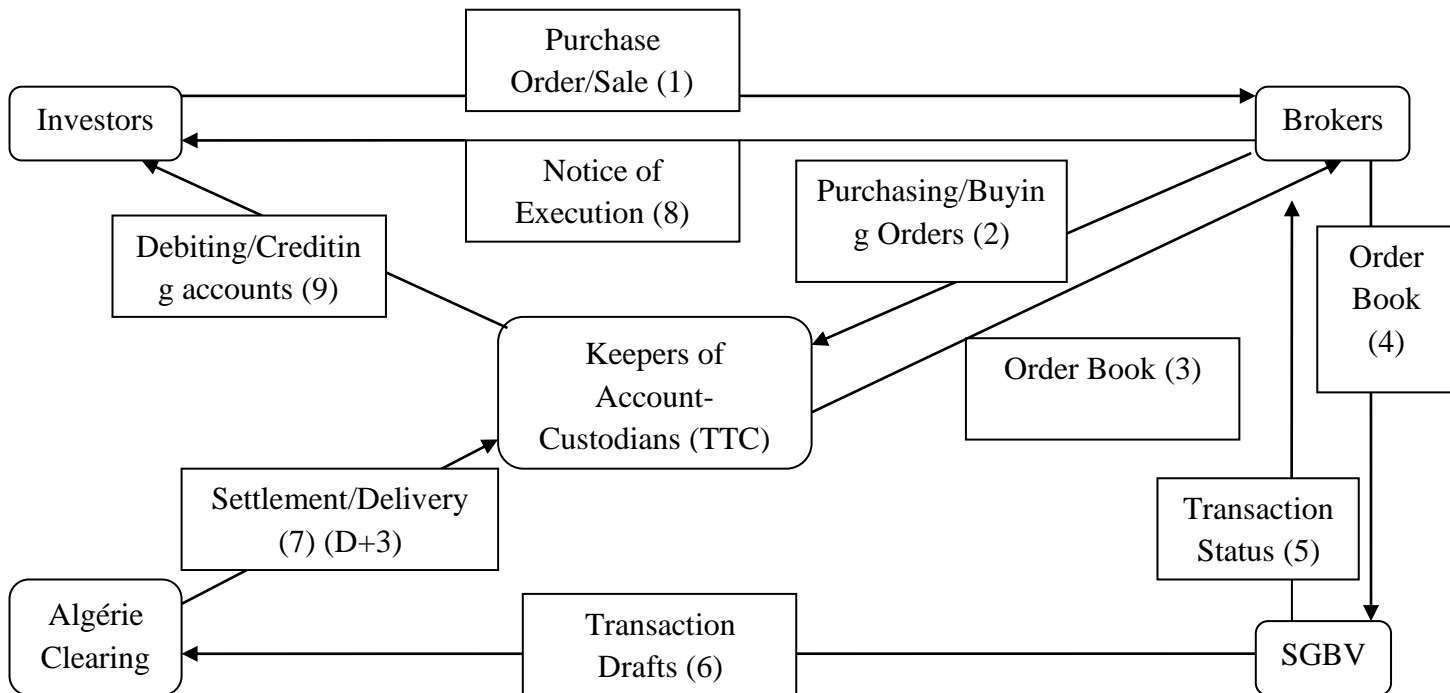 Purchase
Order/Sale (1)
Investors
Brokers
Notice of
Execution (8)
Purchasing/Buyin
g Orders (2)
Debiting/Creditin
g accounts (9)
Order
Book
(4)
Keepers of
Account-
Custodians (TTC)
Order Book (3)
Settlement/Delivery
(7) (D+3)
Transaction
Status (5)
Algérie
Clearing
Transaction
Drafts (6)
SGBV